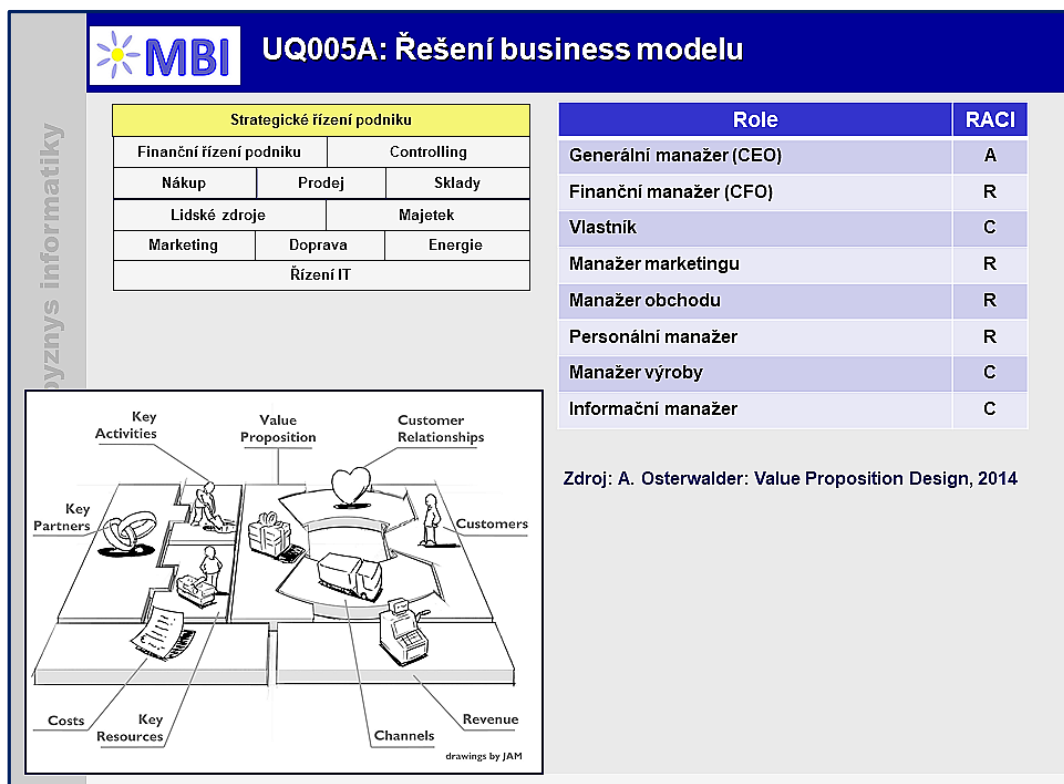 MBI
UQ005A: Řešení business modelu
byznys informatiky
Strategické řízení podniku
Finanční řízení podniku Controlling
Nákup Prodej Sklady
Lidské zdroje Majetek
Marketing Doprava Energie
Řízení IT
Role RACI
Generální manažer (CEO) A
Finanční manažer (CFO) R
Vlastník C
Manažer marketingu R
Manažer obchodu R
Personální manažer R
Manažer výroby C
Informační manažer C
Zdroj: A. Osterwalder: Value Proposition Design, 2014
Key
Activities
Value
Proposition
Customer
Relationships
Key
Partners
Customers
Costs
Key
Resources
Channels
Revenue
drawings by JAM